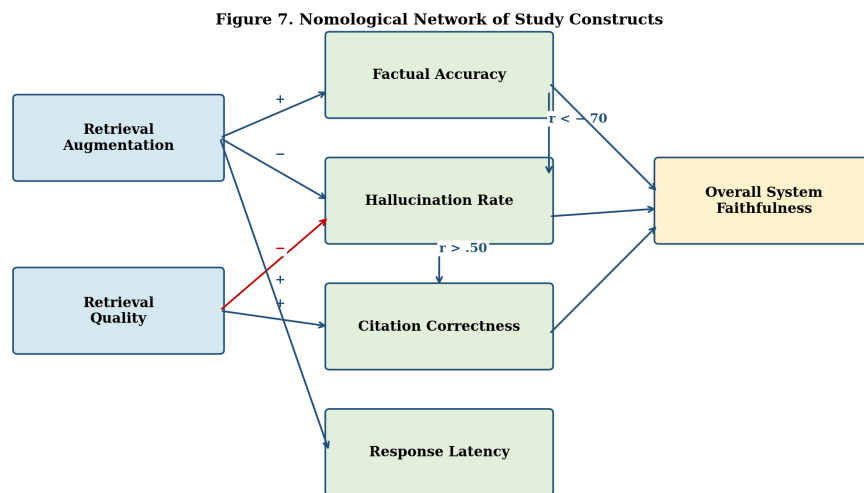 Figure 7. Nomological Network of Study Constructs
Factual Accuracy
+
Retrieval
Augmentation
r < −.70
−
Hallucination Rate
Overall System
Faithfulness
−
r > .50
+
+
Retrieval
Quality
Citation Correctness
Response Latency